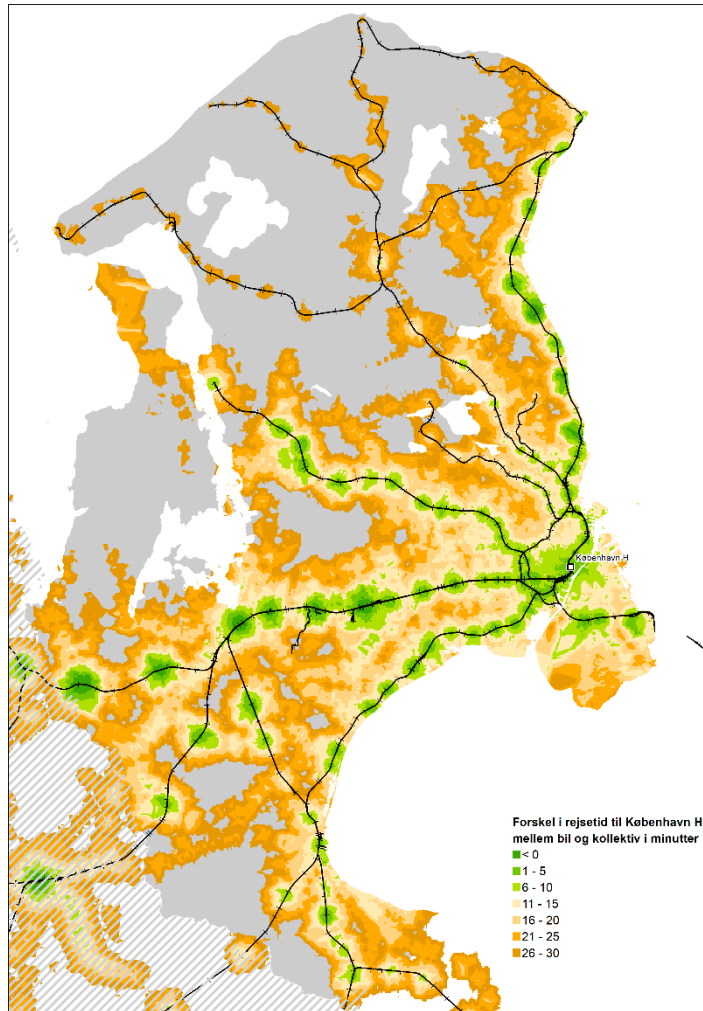 København H
Forskel i rejsetid til København H
mellem bil og kollektiv i minutter
< 0
1 - 5
6 - 10
11 - 15
16 - 20
21 - 25
26 - 30